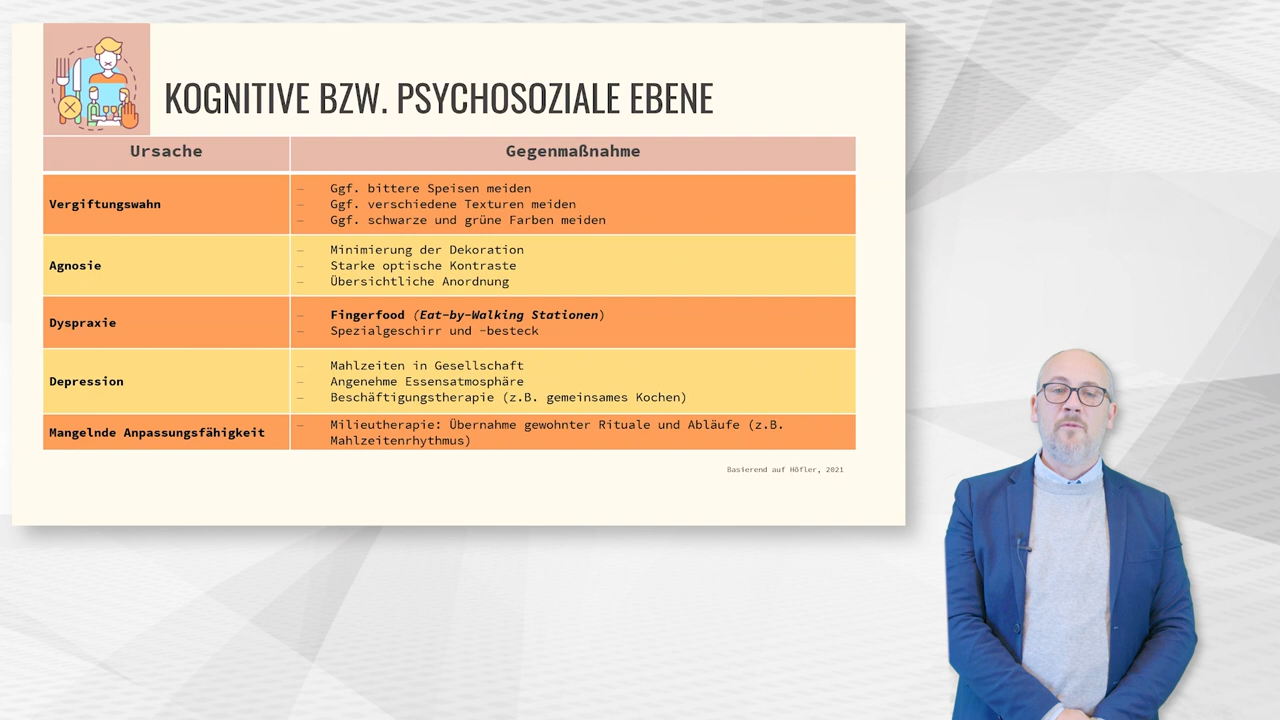 KOGNITIVE BZW. PSYCHOSOZIALE EBENE
Ursache
Gegenmaßnahme
Vergiftungswahn
– Ggf. bittere Speisen meiden
– Ggf. verschiedene Texturen meiden
– Ggf. schwarze und grüne Farben meiden
Agnosie
– Minimierung der Dekoration
– Starke optische Kontraste
– Übersichtliche Anordnung
Dyspraxie
– Fingerfood (Eat-by-Walking Stationen)
– Spezialgeschirr und -besteck
Depression
– Mahlzeiten in Gesellschaft
– Angenehme Essensatmosphäre
– Beschäftigungstherapie (z.B. gemeinsames Kochen)
Mangelnde Anpassungsfähigkeit
– Milieutherapie: Übernahme gewohnter Rituale und Abläufe (z.B.
Mahlzeitenrhythmus)
Basierend auf Höfler, 2021